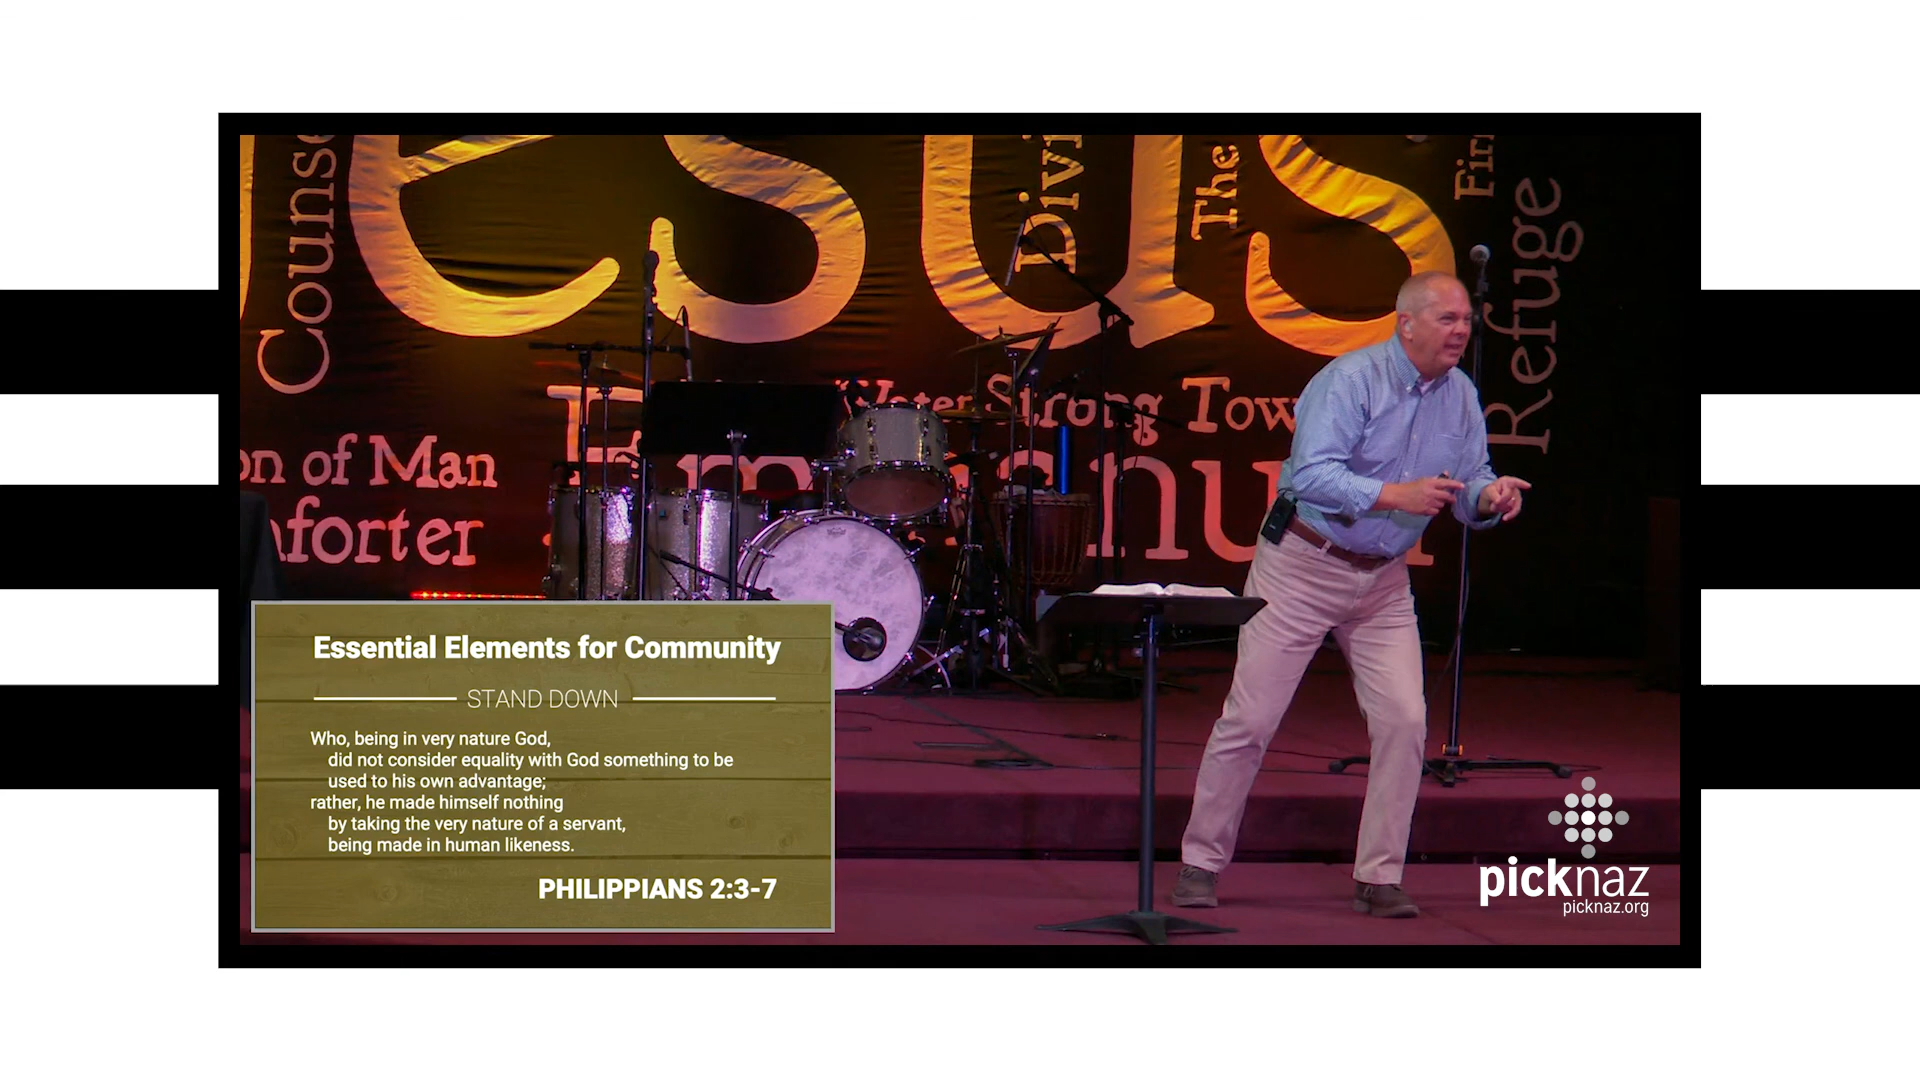 Counse
esus
Divi
The
Fir
Refuge
Strong Tow
on of Man
nforter
Essential Elements for Community
STAND DOWN
Who, being in very nature God,
did not consider equality with God something to be
used to his own advantage;
rather, he made himself nothing
by taking the very nature of a servant,
being made in human likeness.
PHILIPPIANS 2:3-7
picknaz
picknaz.org